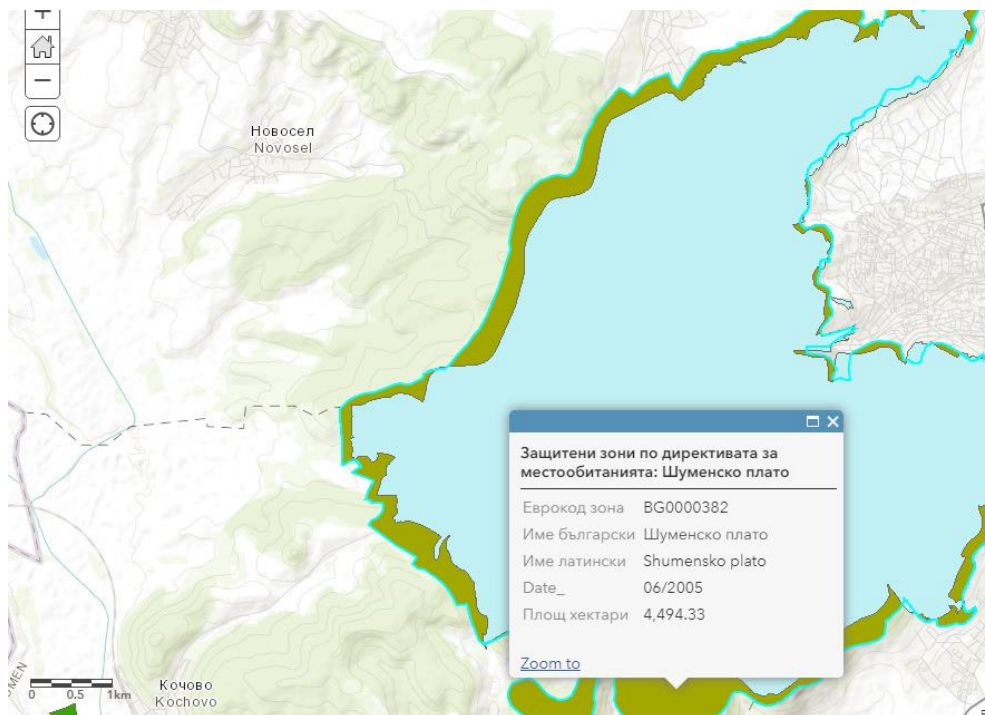 Новосел
Novosel
Защитени зони по директивата за
местообитанията: Шуменско плато
Еврокод зона BG0000382
Име български Шуменско плато
Име латински Shumensko plato
Date_ 06/2005
Площ хектари 4,494.33
Zoom to
0 0.5 1km
Кочово
Kochovo